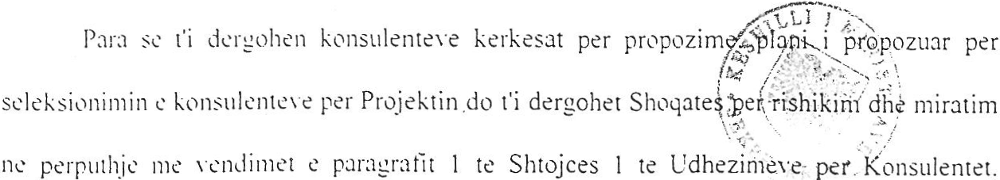 Para se t'i dergohen konsulenteve kerkesat per propozime, plani i propozuar per
seleksionimin e konsulenteve per Projektin do t'i dergohet Shoqates per rishikim dhe miratim
ne perputhje me vendimet e paragrafit 1 te Shtojces 1 te Udhezimeve per Konsulentet.
KESHILLI I